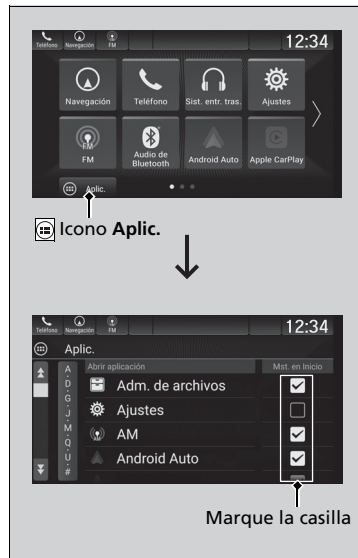 Teléfono Navegación FM 12:34
Navegación Teléfono Sist. entr. tras. Ajustes
FM Audio de Bluetooth Android Auto Apple CarPlay
Aplic.
Icono Aplic.
Teléfono Navegación FM 12:34
Aplic.
Abrir aplicación Mst. en Inicio
A
D
G
J
M
Q
U
#
Adm. de archivos
Ajustes
AM
Android Auto
Marque la casilla